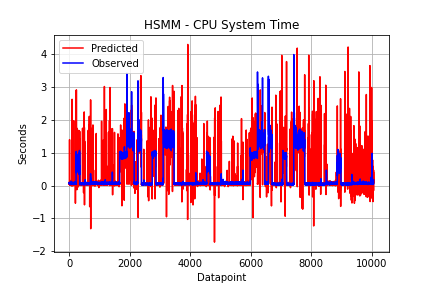 HSMM - CPU System Time
Predicted
Observed
4
3
2
1
0
−1
−2
Seconds
0
2000
4000
6000
8000
10000
Datapoint